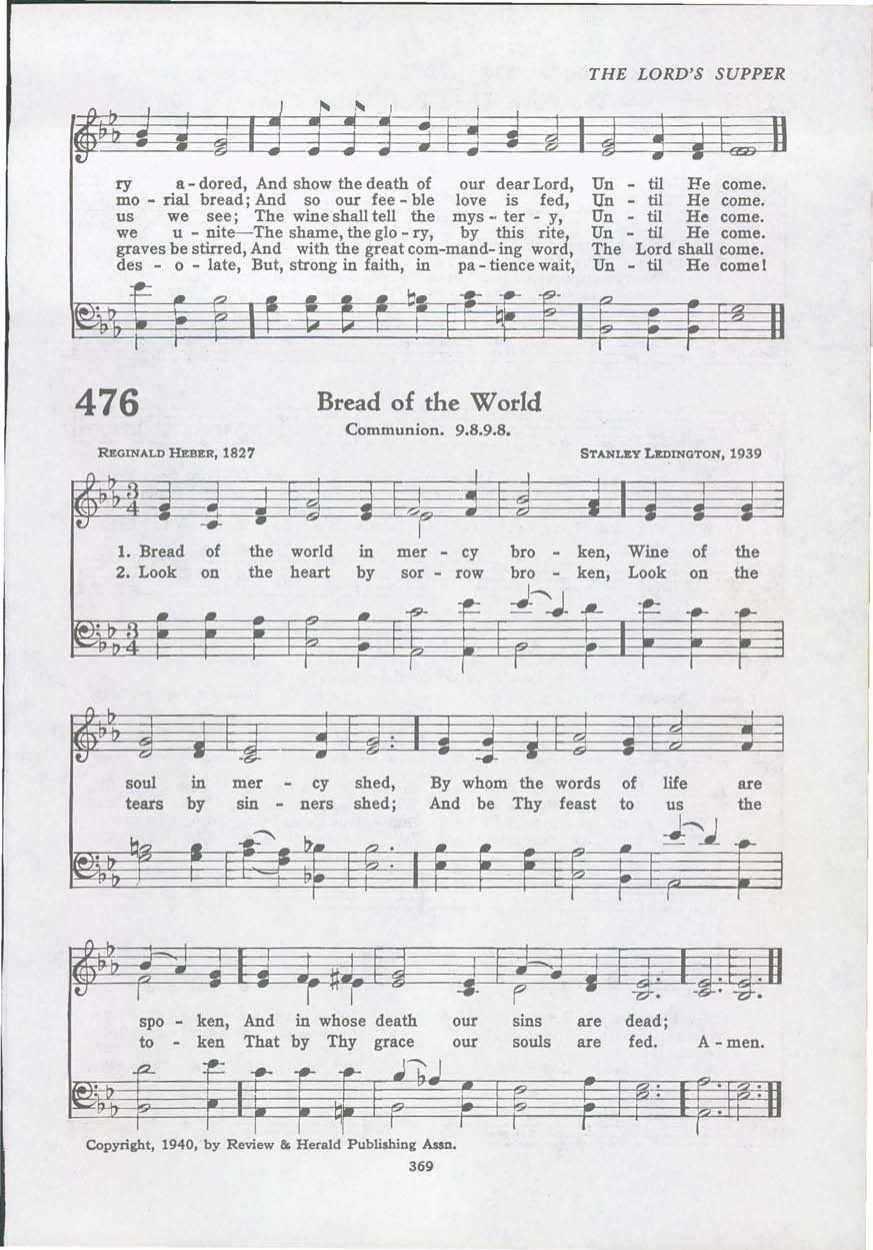 THE LORD'S SUPPER
ry a-dored, And show the death of our dear Lord, Un - til He come.
mo - rial bread; And so our fee - ble love is fed, Un - til He come.
us we see; The wine shall tell the mys - ter - y, Un - til He come.
we u - nite—The shame, the glo - ry, by this rite, Un - til He come.
graves be stirred, And with the great com-mand- ing word, The Lord shall come.
des - o - late, But, strong in faith, in pa - tience wait, Un - til He come!
476 Bread of the World
Communion. 9.8.9.8.
REGINALD HEBER, 1827 STANLEY LEDINGTON, 1939
3
4
1. Bread of the world in mer - cy bro - ken, Wine of the
2. Look on the heart by sor - row bro - ken, Look on the
3
4
soul in mer - cy shed, By whom the words of life are
tears by sin - ners shed; And be Thy feast to us the
spo - ken, And in whose death our sins are dead;
to - ken That by Thy grace our souls are fed. A - men.
Copyright, 1940, by Review & Herald Publishing Assn.
369